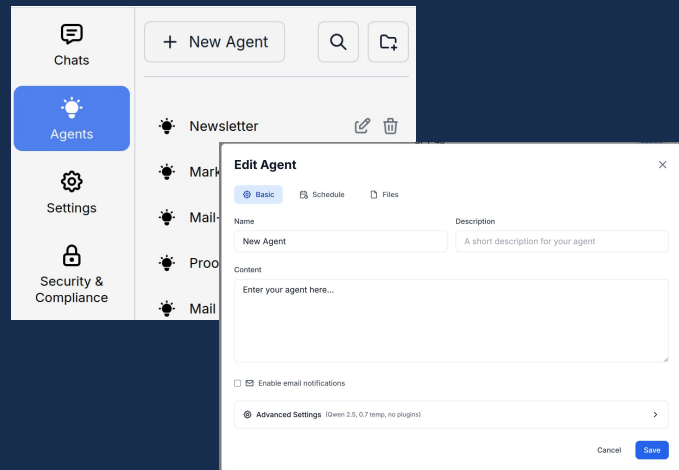 Chats
Agents
Settings
Security &
Compliance
+ New Agent
Newsletter
Mark
Mail-
Proo
Mail
Edit Agent
Basic
Schedule
Files
Name
Description
New Agent
A short description for your agent
Content
Enter your agent here...
Enable email notifications
Advanced Settings (Qwen 2.5, 0.7 temp, no plugins)
Cancel
Save